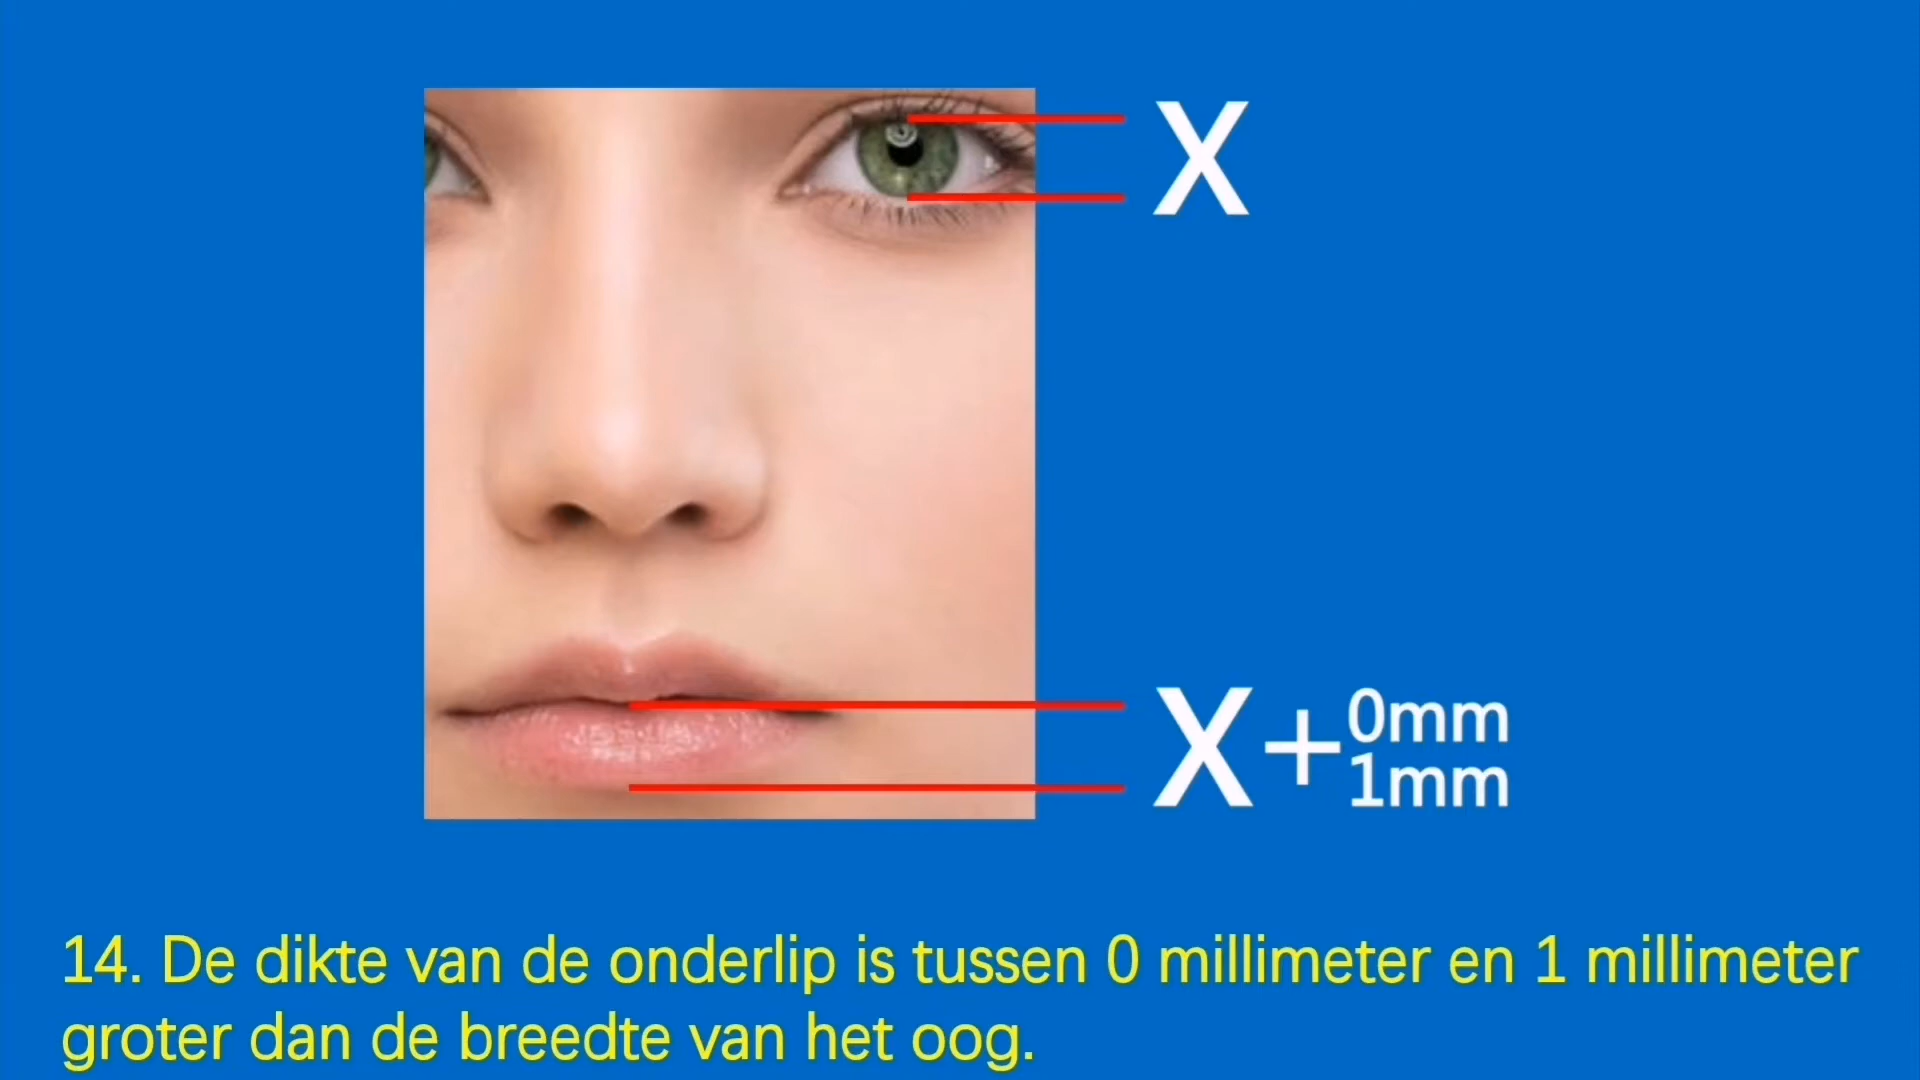 X
X+0mm
1mm
14. De dikte van de onderlip is tussen 0 millimeter en 1 millimeter
groter dan de breedte van het oog.